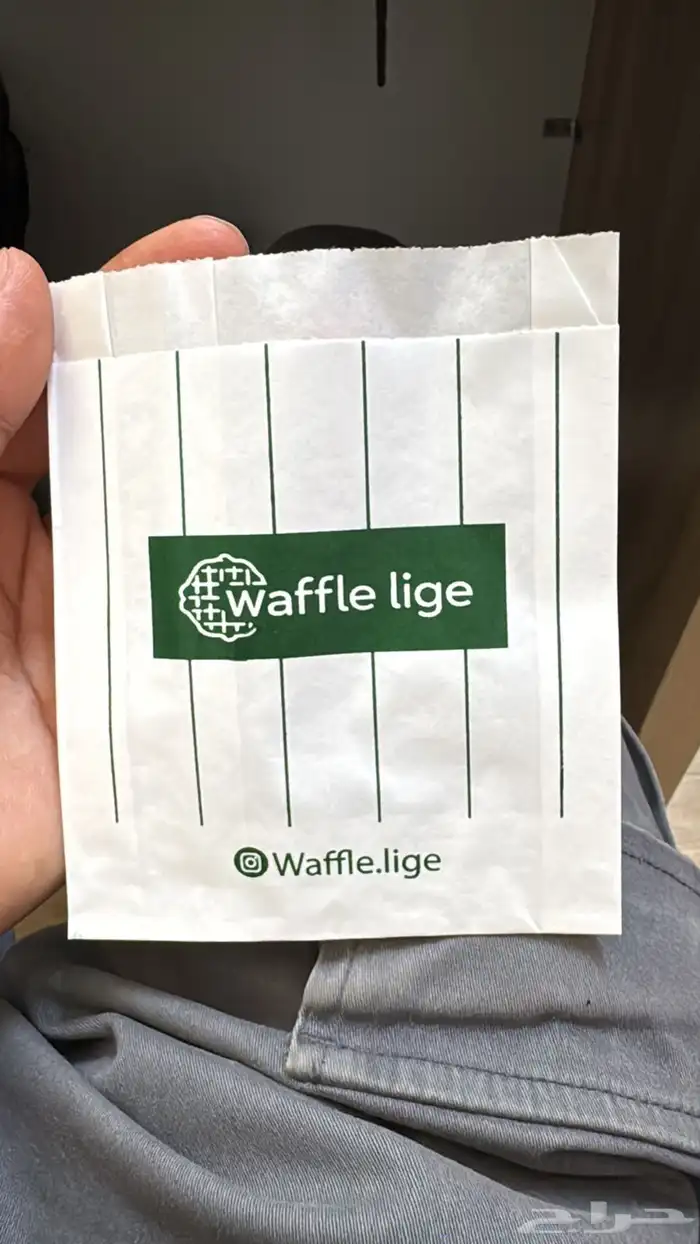 waffle lige
Waffle.lige
حراج